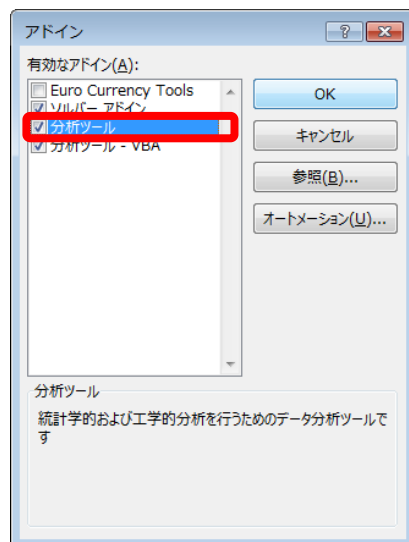 アドイン
有効なアドイン(A):
Euro Currency Tools
ソルバー アドイン
分析ツール
分析ツール - VBA
OK
キャンセル
参照(B)...
オートメーション(U)...
分析ツール
統計学的および工学的分析を行うためのデータ分析ツールで
す